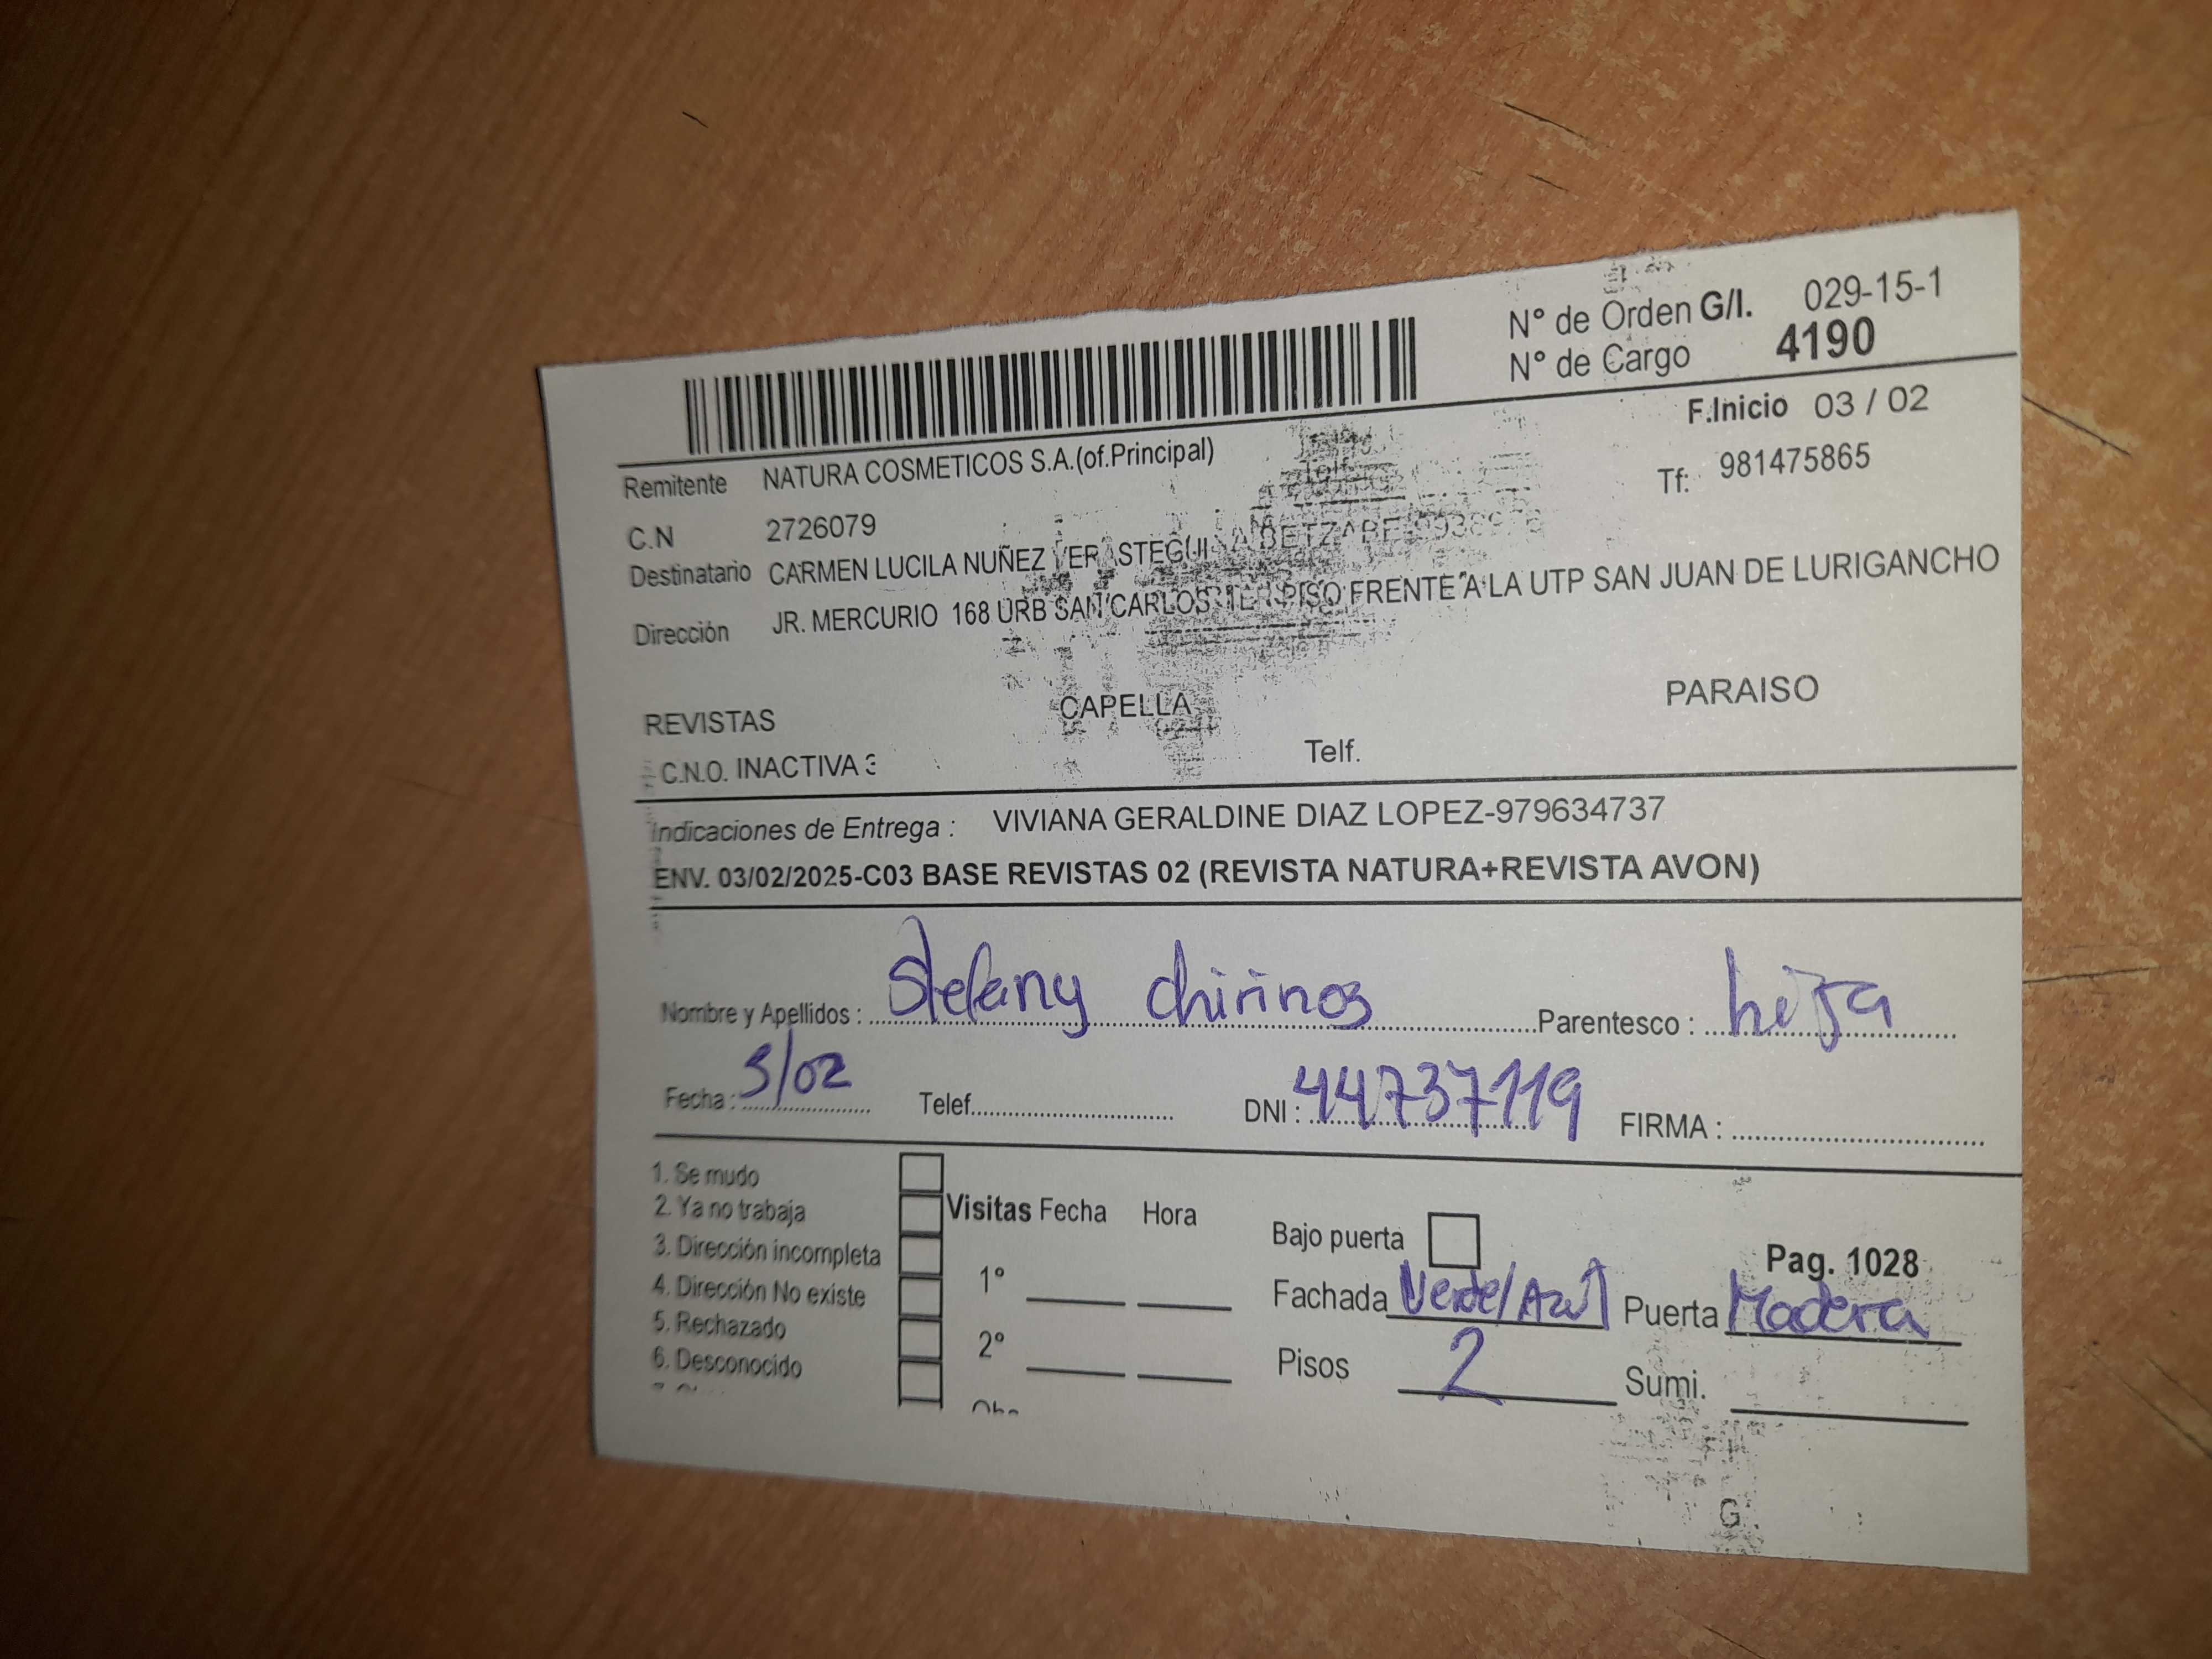 N° de Orden G/I. 029-15-1
N° de Cargo 4190
F.Inicio 03 / 02
Remitente NATURA COSMETICOS S.A.(of.Principal)
Tf: 981475865
C.N 2726079
Destinatario CARMEN LUCILA NUÑEZ VERASTEGUI
Dirección JR. MERCURIO 168 URB SAN CARLOS 1ER PISO FRENTE A LA UTP SAN JUAN DE LURIGANCHO
REVISTAS CAPELLA PARAISO
C.N.O. INACTIVA 3 Telf.
Indicaciones de Entrega : VIVIANA GERALDINE DIAZ LOPEZ-979634737
ENV. 03/02/2025-C03 BASE REVISTAS 02 (REVISTA NATURA+REVISTA AVON)
Nombre y Apellidos : Stefany chirinos Parentesco : hija
Fecha : 5/02 Telef. DNI : 44737119 FIRMA :
1. Se mudo
2. Ya no trabaja Visitas Fecha Hora
3. Dirección incompleta Bajo puerta Pag. 1028
4. Dirección No existe 1° Fachada Verde/Azul Puerta Madera
5. Rechazado 2° Pisos 2 Sumi.
6. Desconocido
G